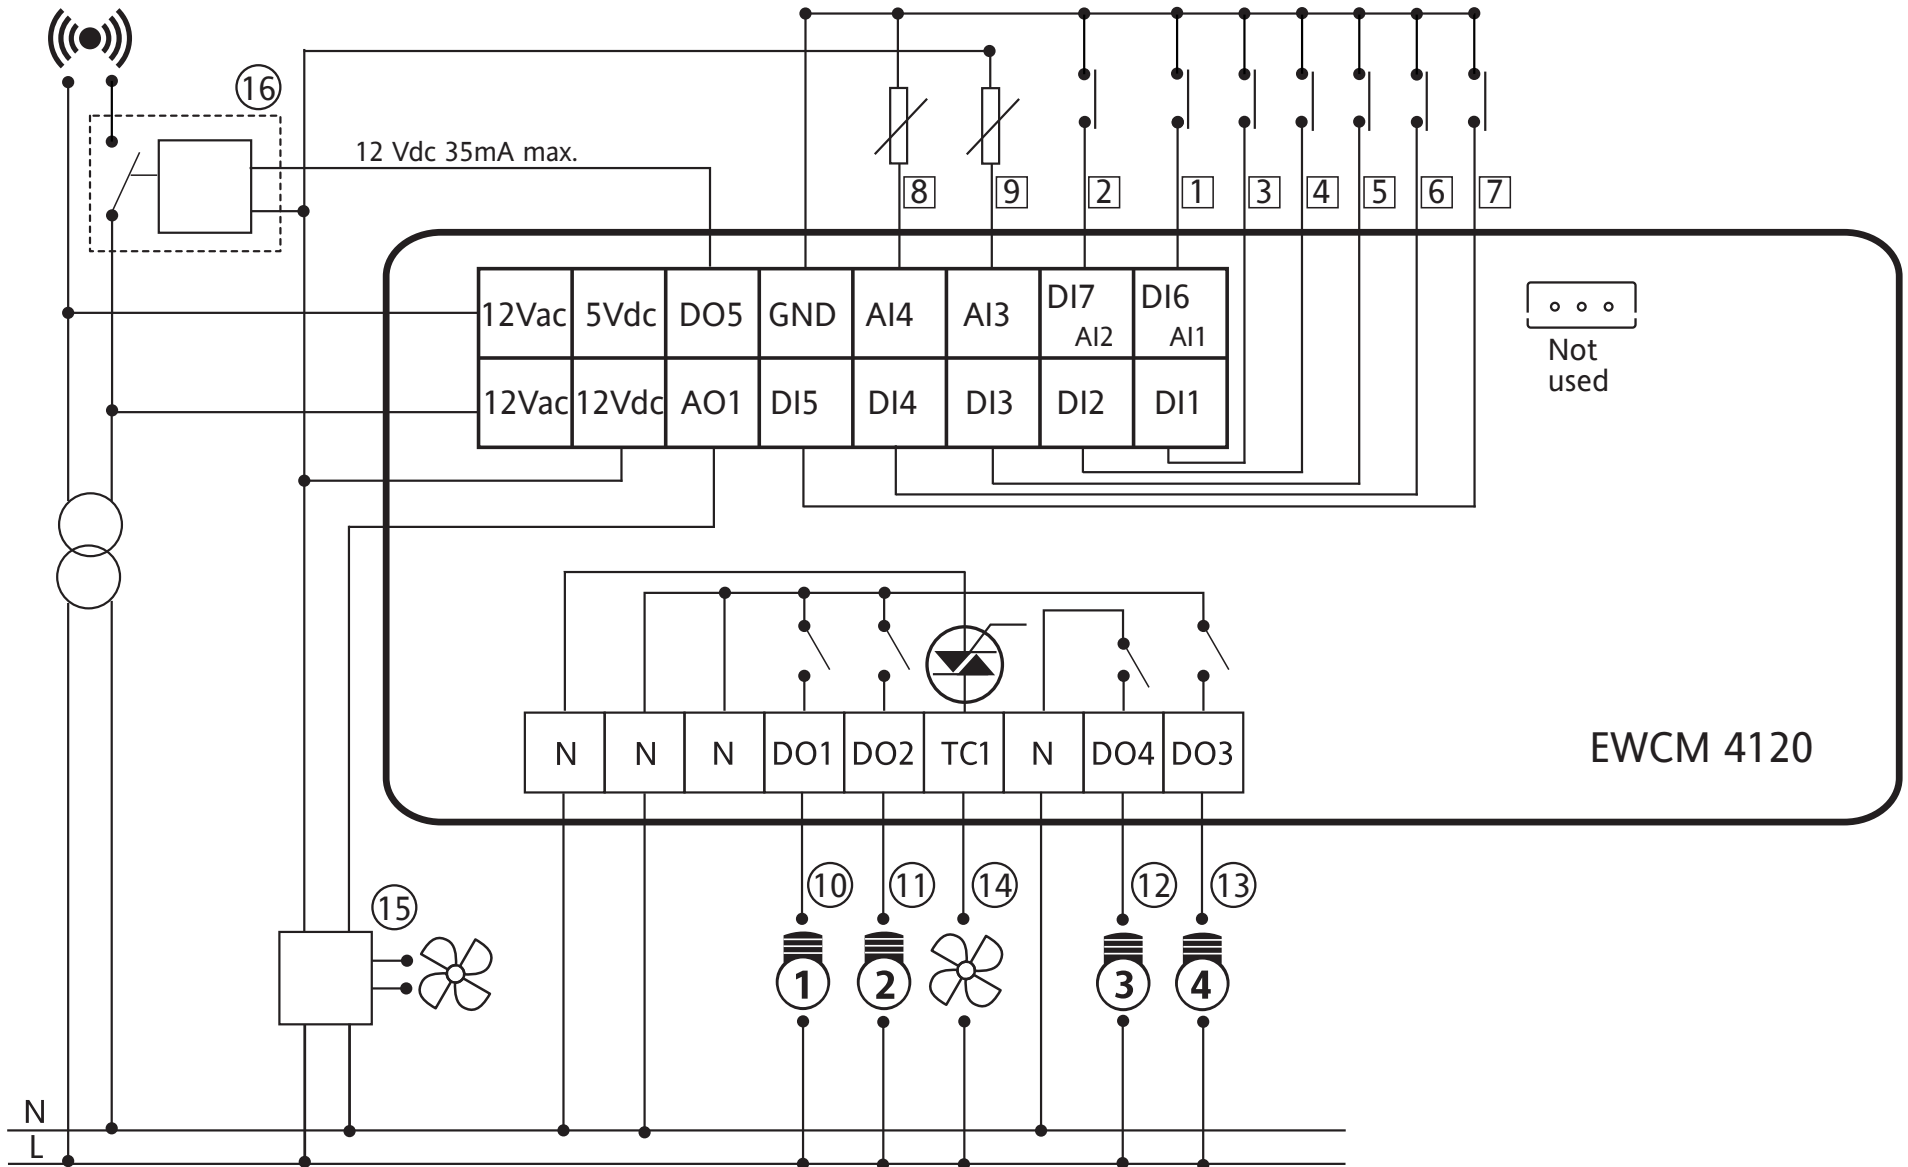 16
12 Vdc 35mA max.
8 9 2 1 3 4 5 6 7
12Vac 5Vdc DO5 GND AI4 AI3 DI7 AI2 DI6 AI1
12Vac 12Vdc AO1 DI5 DI4 DI3 DI2 DI1
Not
used
N N N DO1 DO2 TC1 N DO4 DO3
EWCM 4120
15
10 11 14 12 13
1 2 3 4
N
L